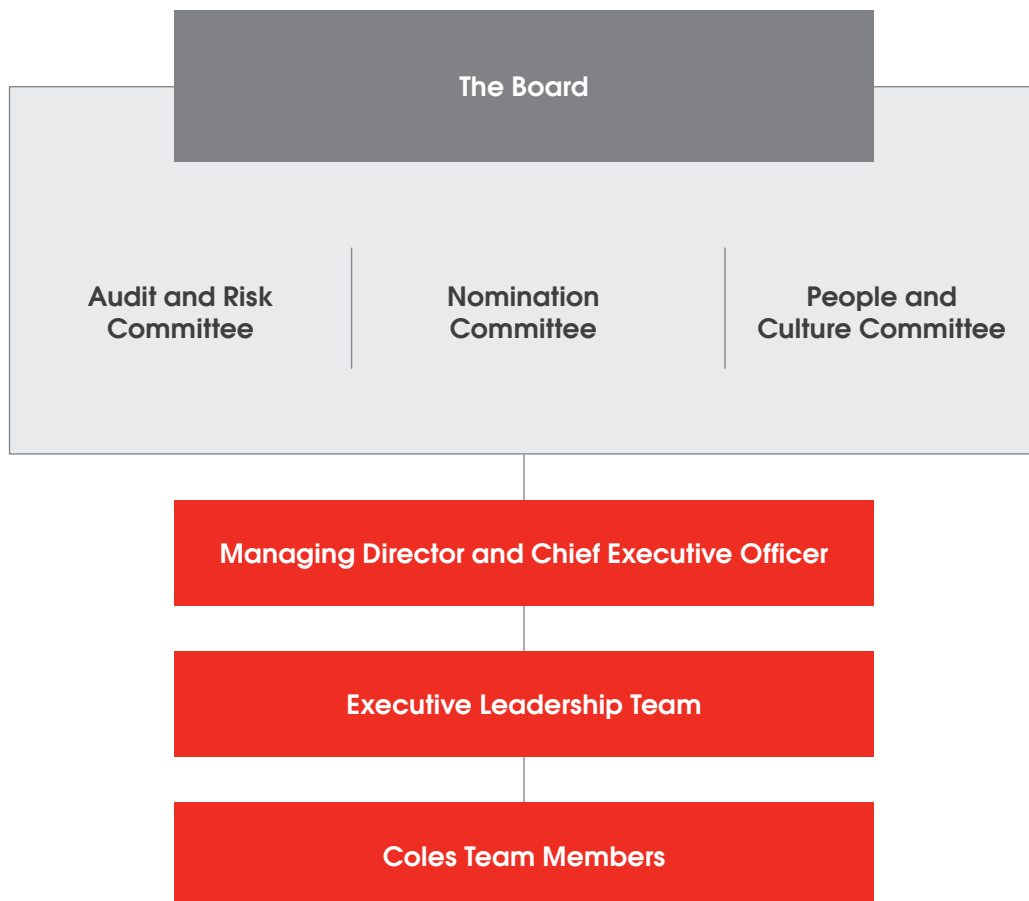 The Board
Audit and Risk
Committee
Nomination
Committee
People and
Culture Committee
Managing Director and Chief Executive Officer
Executive Leadership Team
Coles Team Members